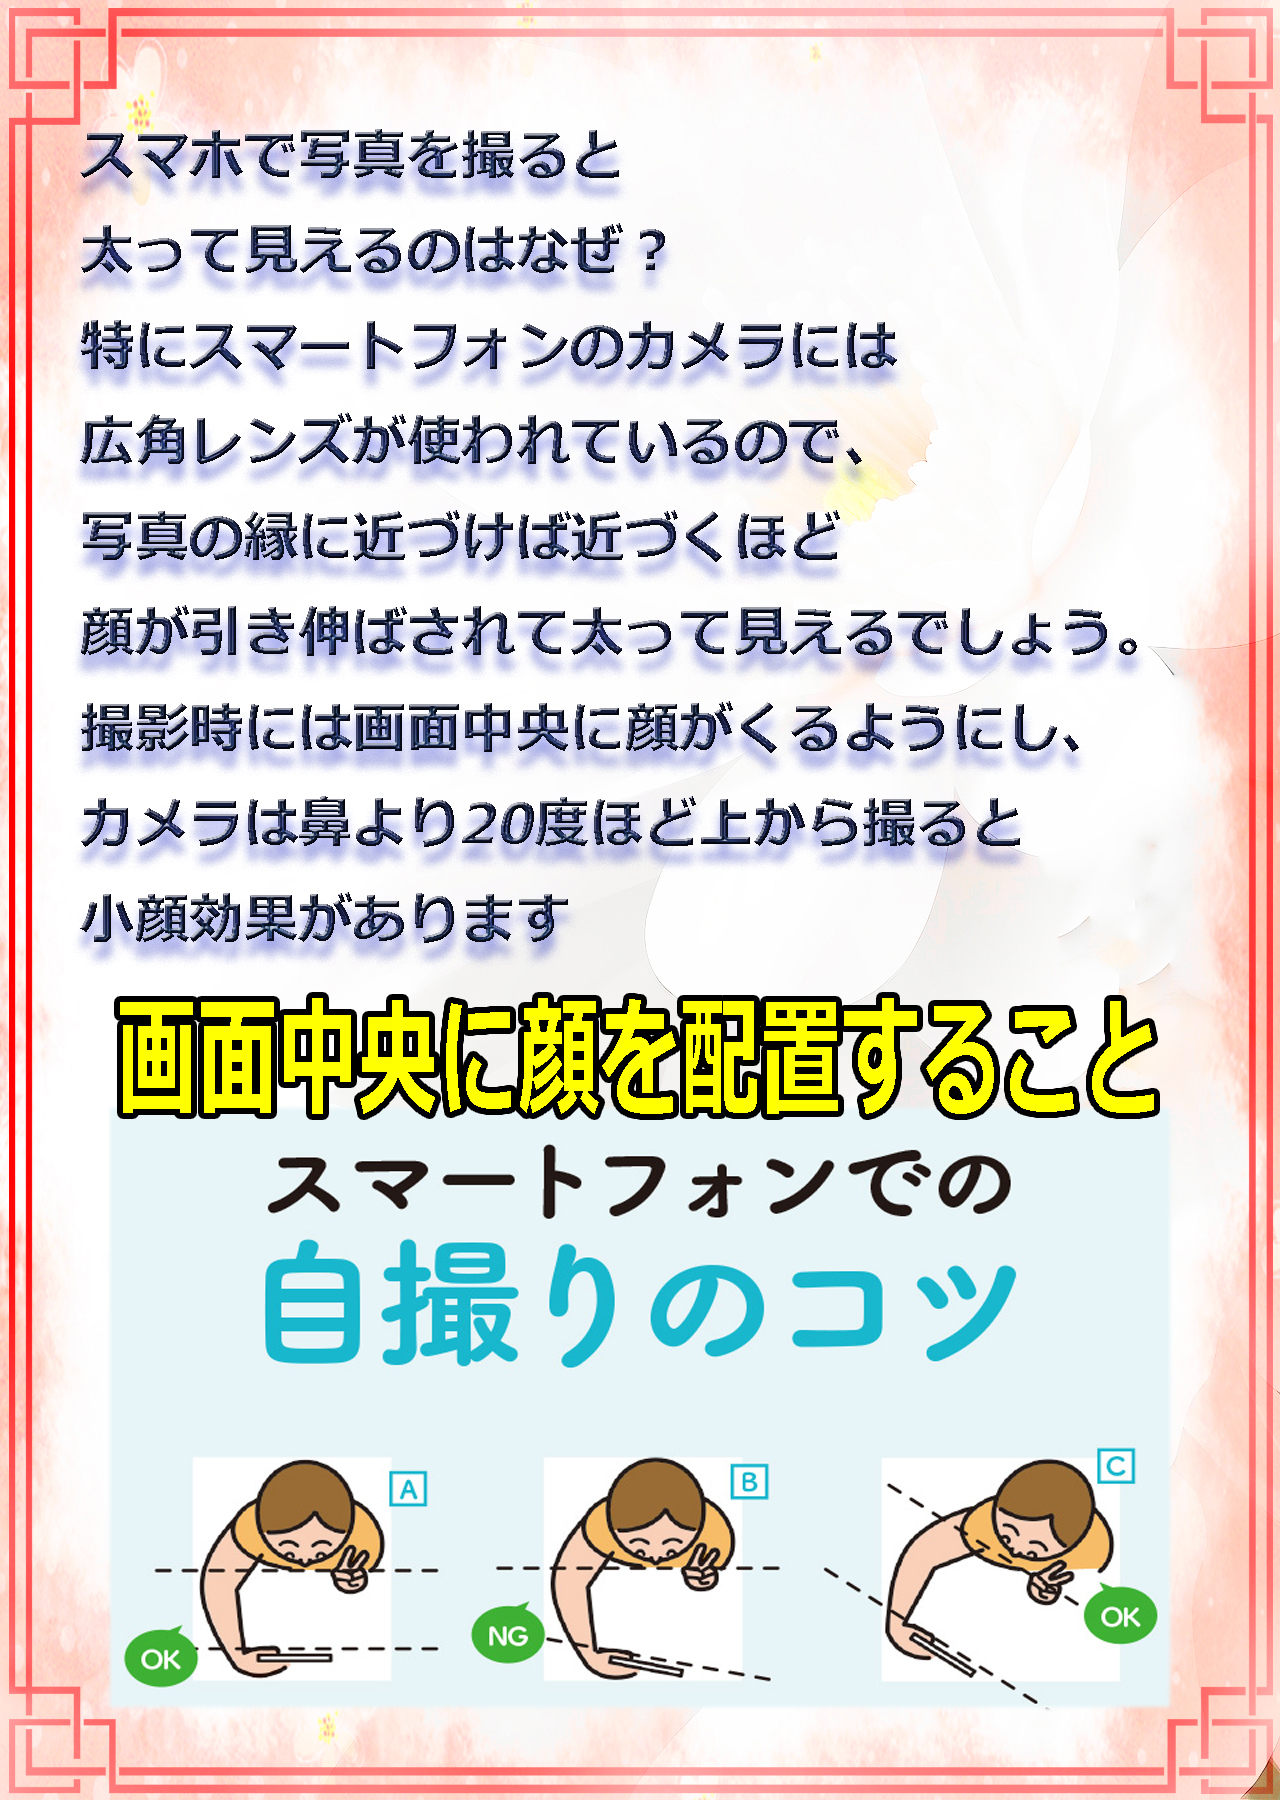 スマホで写真を撮ると
太って見えるのはなぜ？
特にスマートフォンのカメラには
広角レンズが使われているので、
写真の縁に近づけば近づくほど
顔が引き伸ばされて太って見えるでしょう。
撮影時には画面中央に顔がくるようにし、
カメラは鼻より20度ほど上から撮ると
小顔効果があります
画面中央に顔を配置すること
スマートフォンでの
自撮りのコツ
A
OK
B
NG
C
OK